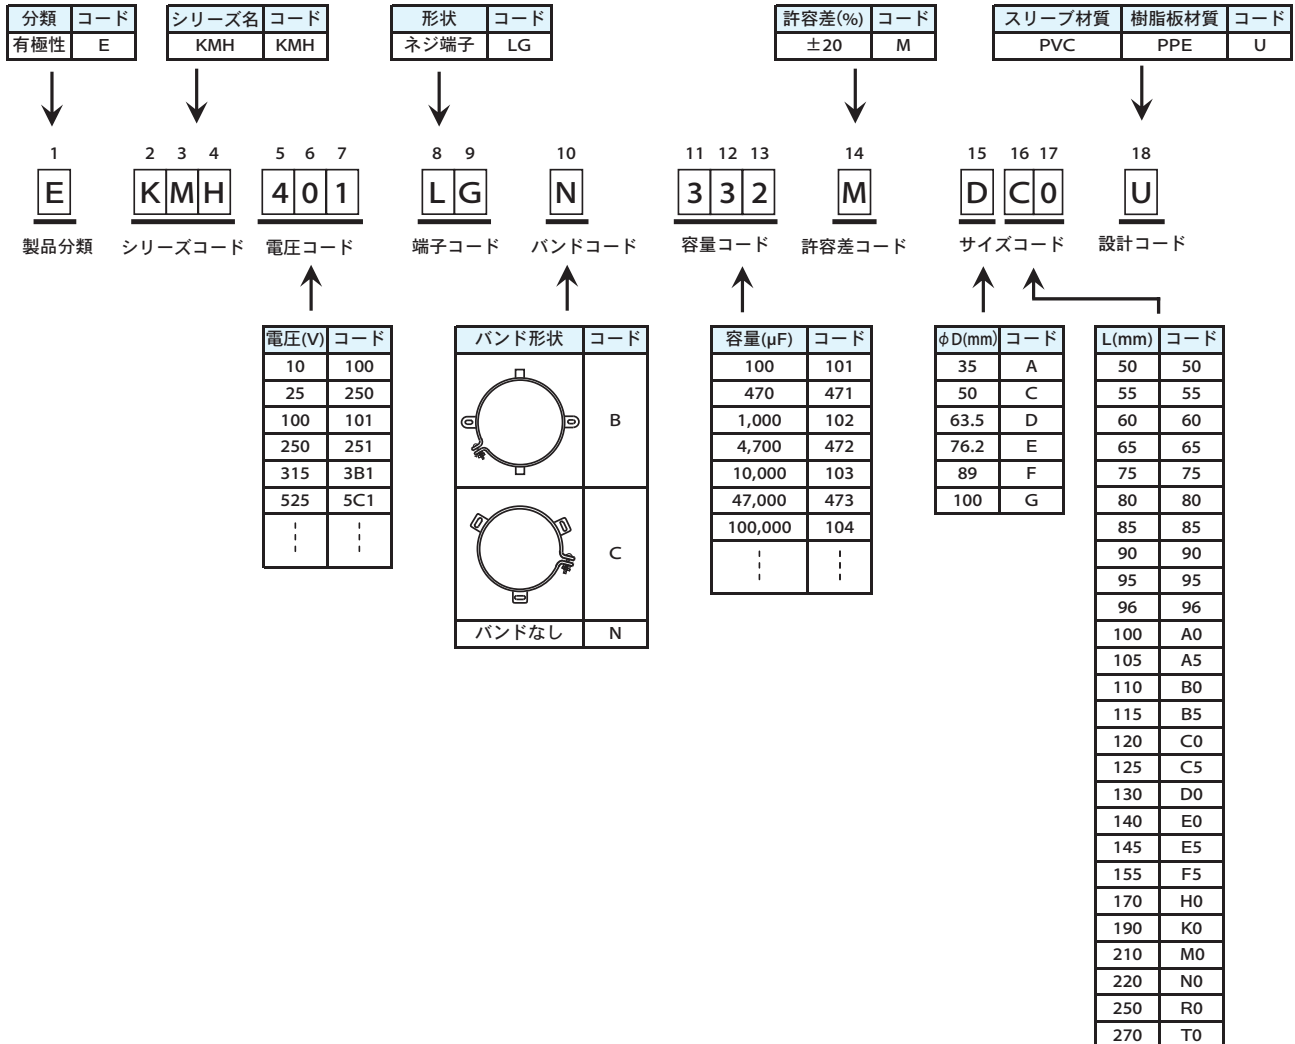 分類 コード シリーズ名 コード 形状 コード 許容差(%) コード スリーブ材質 樹脂板材質 コード
有極性 E KMH KMH ネジ端子 LG ±20 M PVC PPE U
1 2 3 4 5 6 7 8 9 10 11 12 13 14 15 16 17 18
E K M H 4 0 1 L G N 3 3 2 M D C 0 U
製品分類 シリーズコード 電圧コード 端子コード バンドコード 容量コード 許容差コード サイズコード 設計コード
電圧(V) コード
10 100
25 250
100 101
250 251
315 3B1
525 5C1
バンド形状 コード
B
C
バンドなし N
容量(μF) コード
100 101
470 471
1,000 102
4,700 472
10,000 103
47,000 473
100,000 104
φD(mm) コード
35 A
50 C
63.5 D
76.2 E
89 F
100 G
L(mm) コード
50 50
55 55
60 60
65 65
75 75
80 80
85 85
90 90
95 95
96 96
100 A0
105 A5
110 B0
115 B5
120 C0
125 C5
130 D0
140 E0
145 E5
155 F5
170 H0
190 K0
210 M0
220 N0
250 R0
270 T0